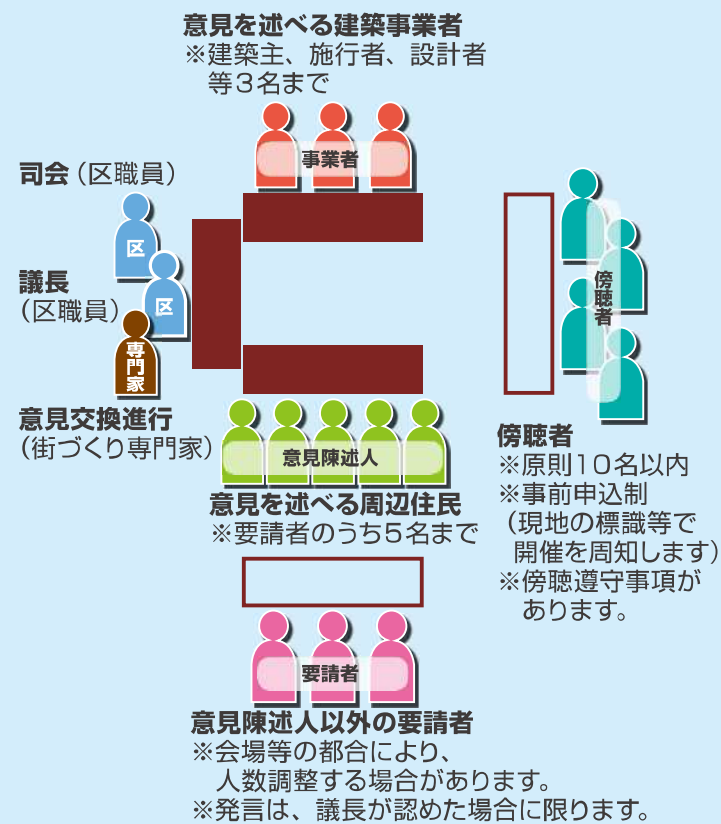 意見を述べる建築事業者
※建築主、施行者、設計者
等3名まで
事業者
司会（区職員）
区
議長
（区職員）
区
専門家
意見交換進行
（街づくり専門家）
意見陳述人
意見を述べる周辺住民
※要請者のうち5名まで
傍聴者
傍聴者
※原則10名以内
※事前申込制
（現地の標識等で
開催を周知します）
※傍聴遵守事項が
あります。
要請者
意見陳述人以外の要請者
※会場等の都合により、
人数調整する場合があります。
※発言は、議長が認めた場合に限ります。